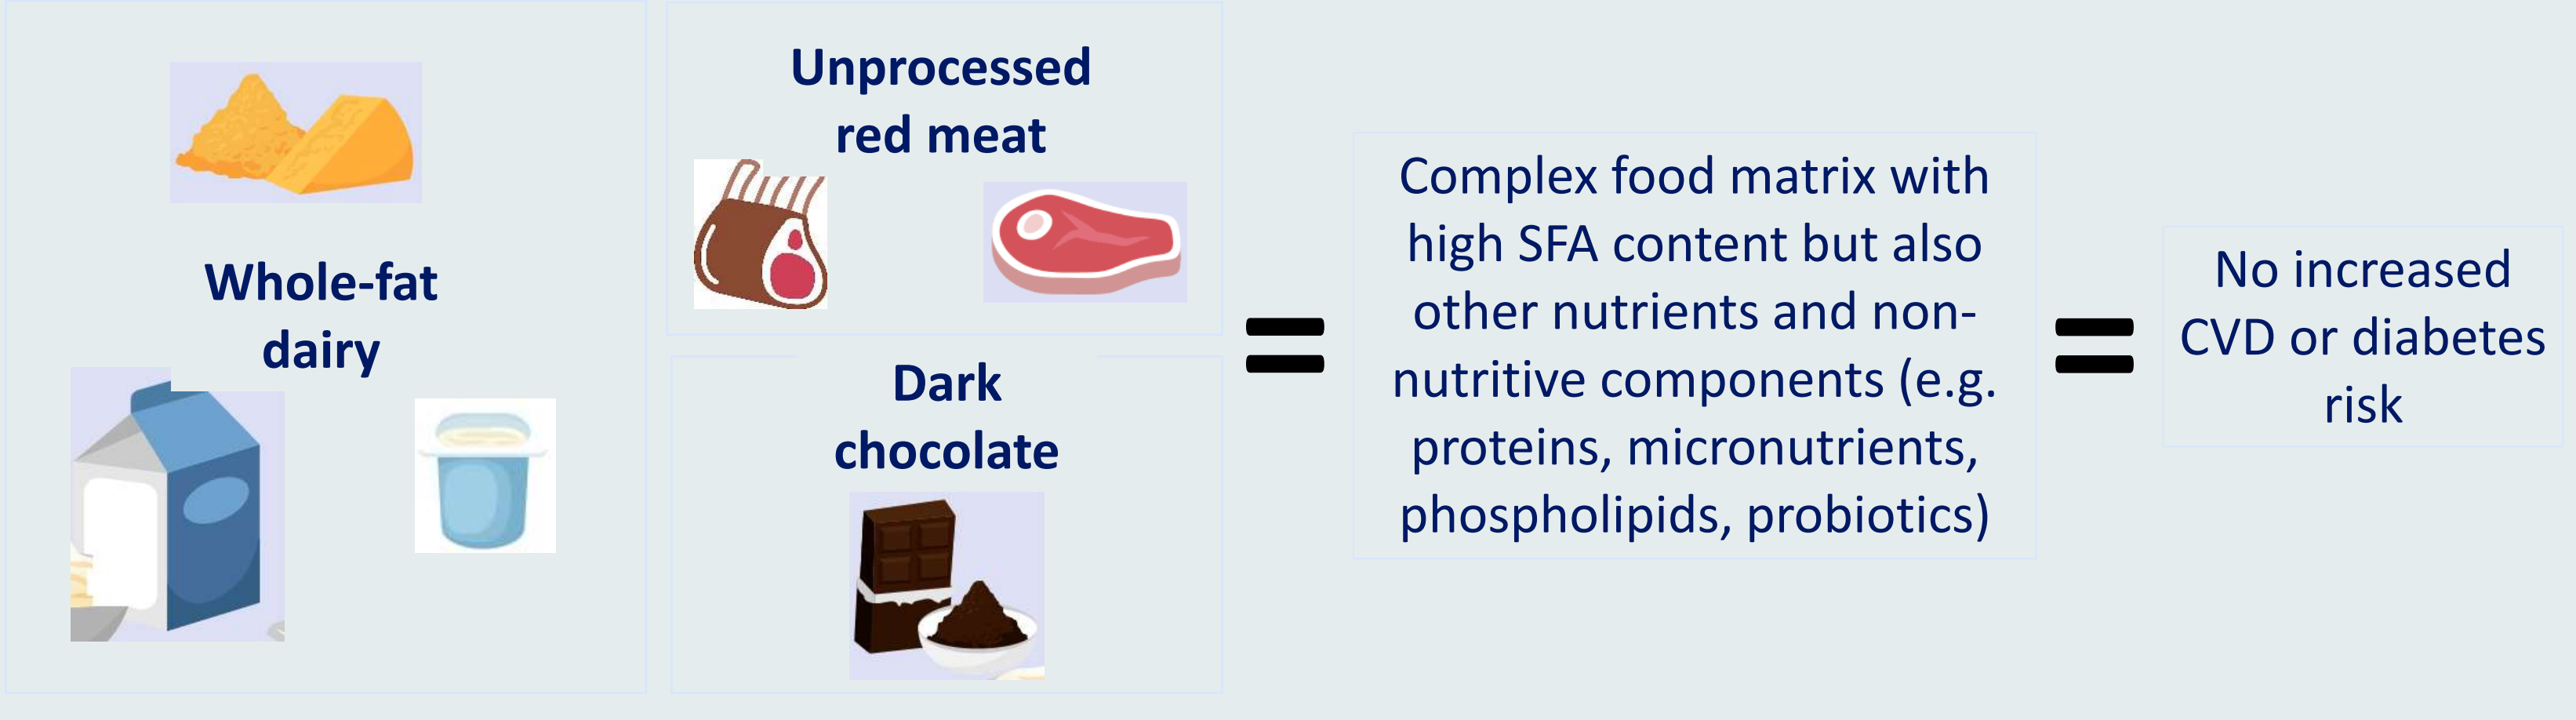 Whole-fat
dairy
Unprocessed
red meat
Dark
chocolate
Complex food matrix with
high SFA content but also
other nutrients and non-
nutritive components (e.g.
proteins, micronutrients,
phospholipids, probiotics)
No increased
CVD or diabetes
risk